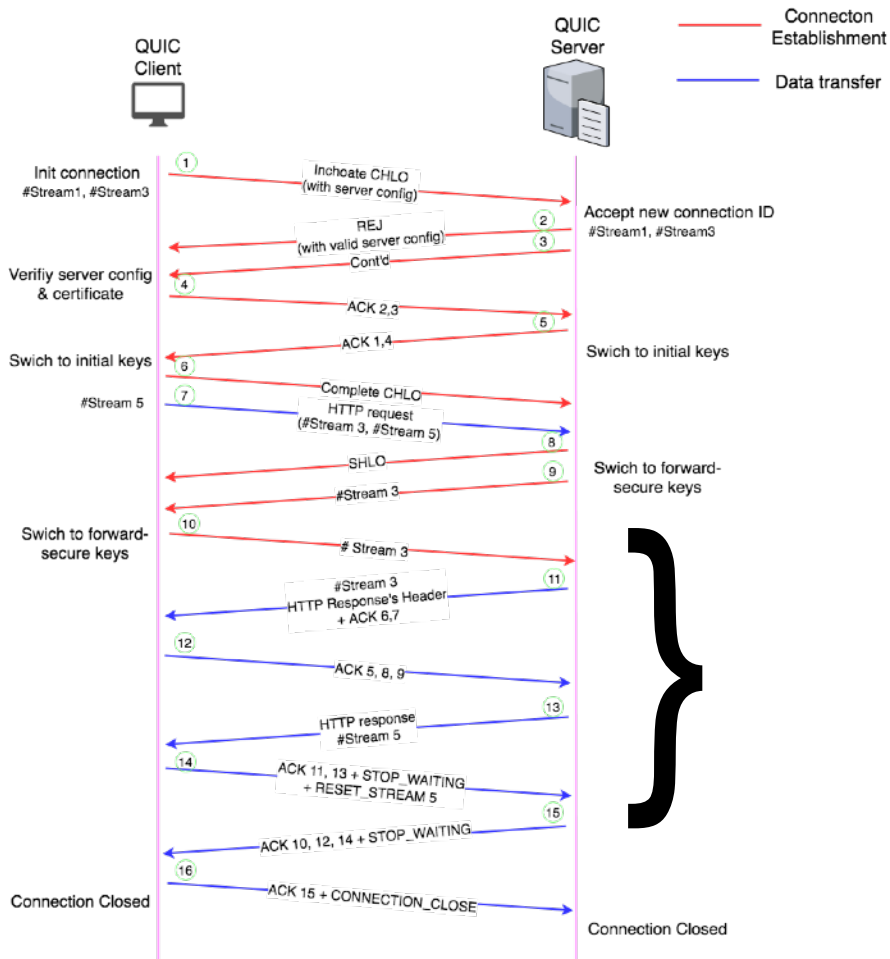 QUIC
Client
QUIC
Server
Connecton
Establishment
Data transfer
1
Init connection
#Stream1, #Stream3
Inchoate CHLO
(with server config)
2
Accept new connection ID
#Stream1, #Stream3
REJ
(with valid server config)
3
Cont'd
Verifiy server config
& certificate
4
ACK 2,3
5
ACK 1,4
Swich to initial keys
Swich to initial keys
6
Complete CHLO
7
#Stream 5
HTTP request
(#Stream 3, #Stream 5)
8
SHLO
9
Swich to forward-
secure keys
#Stream 3
10
Swich to forward-
secure keys
# Stream 3
11
#Stream 3
HTTP Response's Header
+ ACK 6,7
12
ACK 5, 8, 9
13
HTTP response
#Stream 5
14
ACK 11, 13 + STOP_WAITING
+ RESET_STREAM 5
15
ACK 10, 12, 14 + STOP_WAITING
16
ACK 15 + CONNECTION_CLOSE
Connection Closed
Connection Closed
}